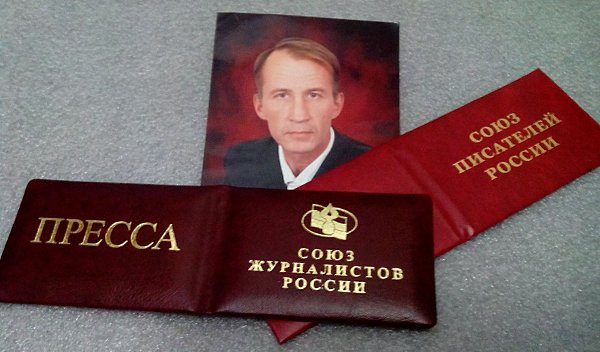 СОЮЗ
ПИСАТЕЛЕЙ
РОССИИ
ПРЕССА
СОЮЗ
ЖУРНАЛИСТОВ
РОССИИ